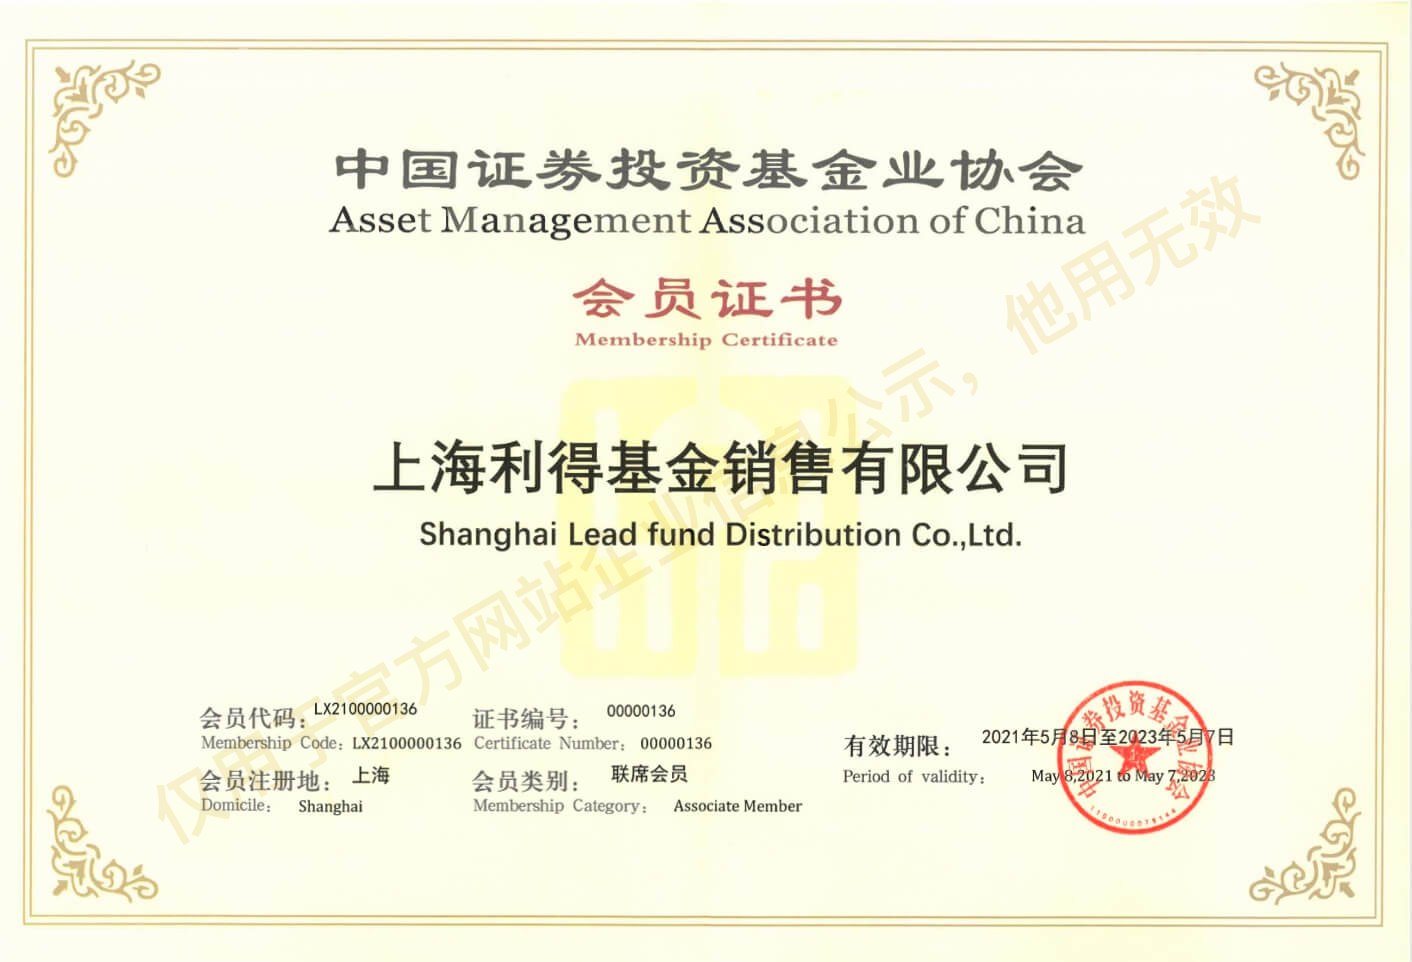 中国证券投资基金业协会
Asset Management Association of China
会员证书
Membership Certificate
上海利得基金销售有限公司
Shanghai Lead fund Distribution Co.,Ltd.
会员代码：LX2100000136
Membership Code：LX2100000136
证书编号：00000136
Certificate Number：00000136
会员注册地：上海
Domicile：Shanghai
会员类别：联席会员
Membership Category：Associate Member
有效期限：2021年5月8日至2023年5月7日
Period of validity：May 8,2021 to May 7,2023
中国证券投资基金业协会
仅用于官方网站企业信息公示，他用无效